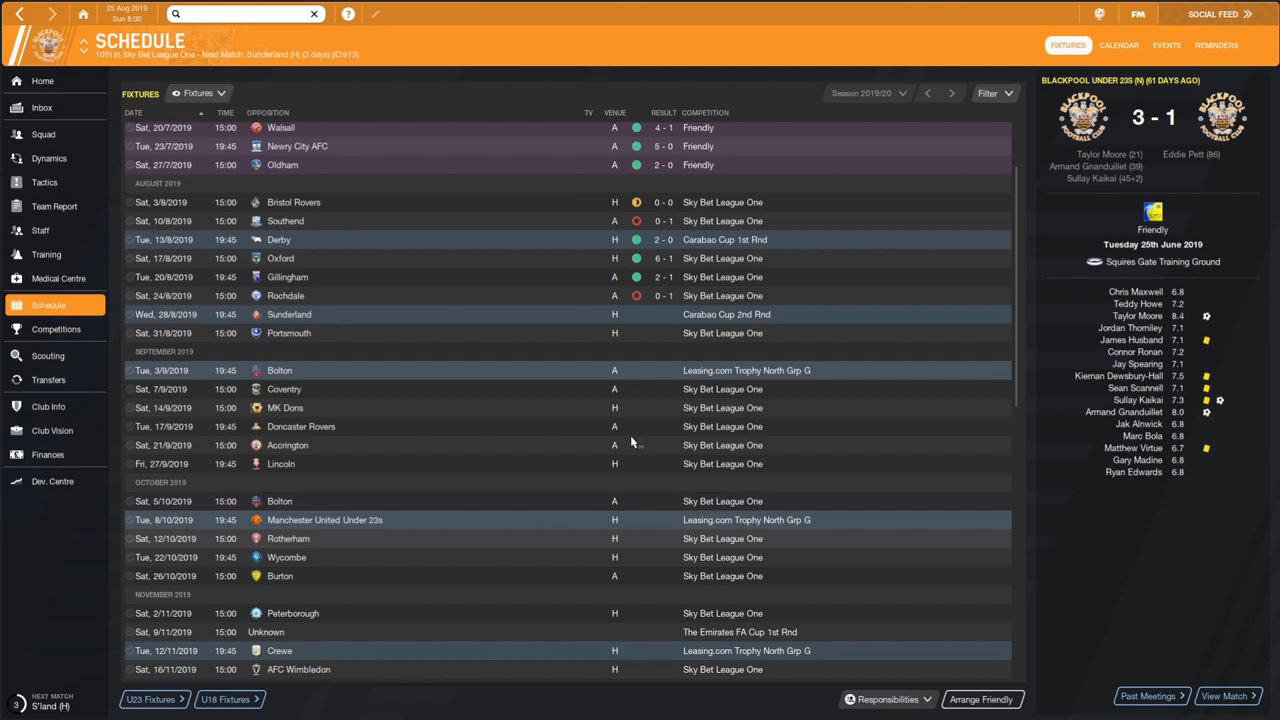 25 Aug 2019
Sun 8:00
?
FM
SOCIAL FEED
SCHEDULE
10th in Sky Bet League One - Next Match: Sunderland (H) (3 days) (ID:613)
FIXTURES CALENDAR EVENTS REMINDERS
Home
Inbox
Squad
Dynamics
Tactics
Team Report
Staff
Training
Medical Centre
Schedule
Competitions
Scouting
Transfers
Club Info
Club Vision
Finances
Dev. Centre
3
NEXT MATCH
S'land (H)
FIXTURES Fixtures Season 2019/20 Filter
DATE TIME OPPOSITION TV VENUE RESULT COMPETITION
Sat, 20/7/2019 15:00 Walsall A 4 - 1 Friendly
Tue, 23/7/2019 19:45 Newry City AFC A 5 - 0 Friendly
Sat, 27/7/2019 15:00 Oldham A 2 - 0 Friendly
AUGUST 2019
Sat, 3/8/2019 15:00 Bristol Rovers H 0 - 0 Sky Bet League One
Sat, 10/8/2019 15:00 Southend A 0 - 1 Sky Bet League One
Tue, 13/8/2019 19:45 Derby H 2 - 0 Carabao Cup 1st Rnd
Sat, 17/8/2019 15:00 Oxford H 6 - 1 Sky Bet League One
Tue, 20/8/2019 19:45 Gillingham A 2 - 1 Sky Bet League One
Sat, 24/8/2019 15:00 Rochdale A 0 - 1 Sky Bet League One
Wed, 28/8/2019 19:45 Sunderland H Carabao Cup 2nd Rnd
Sat, 31/8/2019 15:00 Portsmouth H Sky Bet League One
SEPTEMBER 2019
Tue, 3/9/2019 19:45 Bolton A Leasing.com Trophy North Grp G
Sat, 7/9/2019 15:00 Coventry A Sky Bet League One
Sat, 14/9/2019 15:00 MK Dons H Sky Bet League One
Tue, 17/9/2019 19:45 Doncaster Rovers A Sky Bet League One
Sat, 21/9/2019 15:00 Accrington A Sky Bet League One
Fri, 27/9/2019 19:45 Lincoln H Sky Bet League One
OCTOBER 2019
Sat, 5/10/2019 15:00 Bolton A Sky Bet League One
Tue, 8/10/2019 19:45 Manchester United Under 23s H Leasing.com Trophy North Grp G
Sat, 12/10/2019 15:00 Rotherham H Sky Bet League One
Tue, 22/10/2019 19:45 Wycombe H Sky Bet League One
Sat, 26/10/2019 15:00 Burton A Sky Bet League One
NOVEMBER 2019
Sat, 2/11/2019 15:00 Peterborough H Sky Bet League One
Sat, 9/11/2019 15:00 Unknown The Emirates FA Cup 1st Rnd
Tue, 12/11/2019 19:45 Crewe H Leasing.com Trophy North Grp G
Sat, 16/11/2019 15:00 AFC Wimbledon H Sky Bet League One
U23 Fixtures U18 Fixtures Responsibilities Arrange Friendly
BLACKPOOL UNDER 23S (N) (61 DAYS AGO)
BLACKPOOL 3 - 1 BLACKPOOL
Taylor Moore (21) Eddie Pett (86)
Armand Gnanduillet (39)
Sullay Kaikai (45+2)
Friendly
Tuesday 25th June 2019
Squires Gate Training Ground
Chris Maxwell 6.8
Teddy Howe 7.2
Taylor Moore 8.4
Jordan Thorniley 7.1
James Husband 7.1
Connor Ronan 7.2
Jay Spearing 7.1
Kiernan Dewsbury-Hall 7.5
Sean Scannell 7.1
Sullay Kaikai 7.3
Armand Gnanduillet 8.0
Jak Alnwick 6.8
Marc Bola 6.8
Matthew Virtue 6.7
Gary Madine 6.8
Ryan Edwards 6.8
Past Meetings View Match